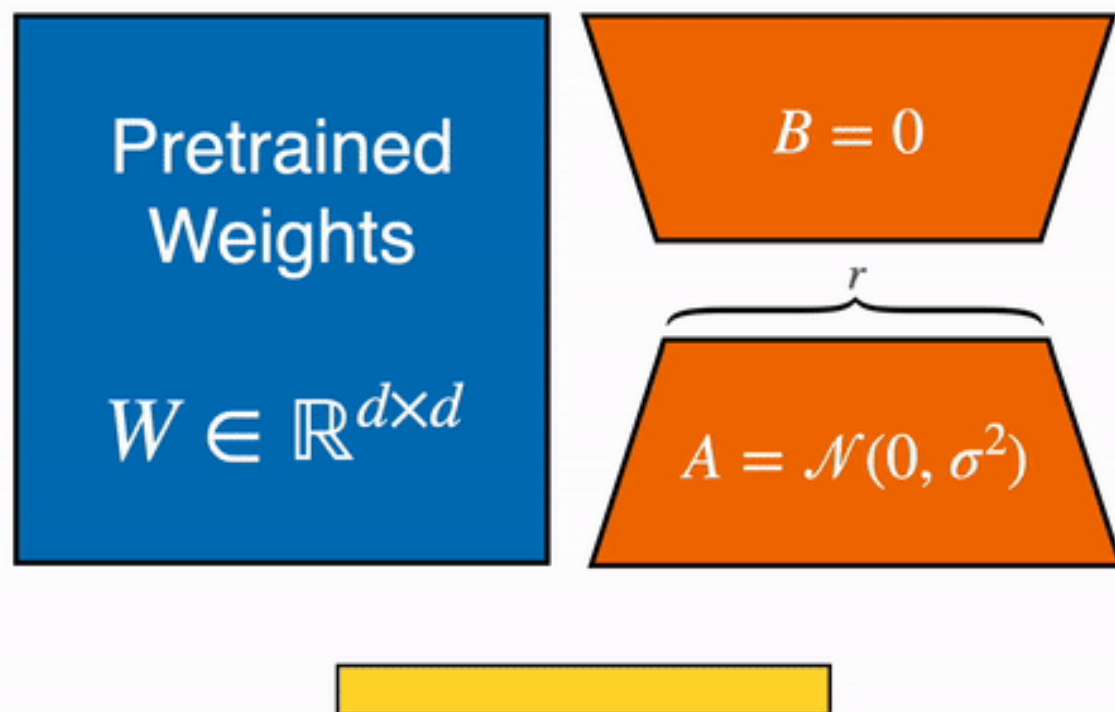 Pretrained
Weights
W ∈ ℝ^{d×d}
B = 0
r
A = 𝒩(0, σ²)